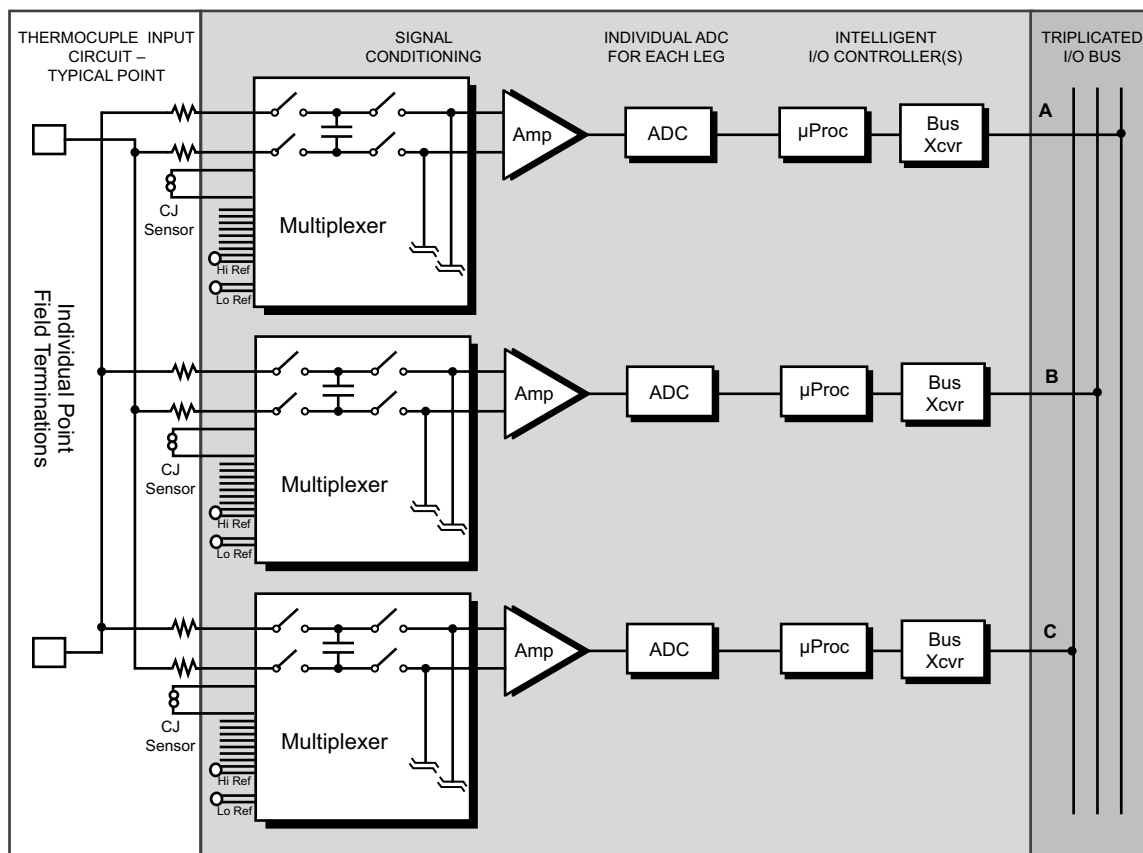 THERMOCUPLE INPUT
CIRCUIT –
TYPICAL POINT
SIGNAL
CONDITIONING
INDIVIDUAL ADC
FOR EACH LEG
INTELLIGENT
I/O CONTROLLER(S)
TRIPLICATED
I/O BUS
Individual Point
Field Terminations
CJ
Sensor
Hi Ref
Lo Ref
Multiplexer
Amp
ADC
µProc
Bus
Xcvr
A
CJ
Sensor
Hi Ref
Lo Ref
Multiplexer
Amp
ADC
µProc
Bus
Xcvr
B
CJ
Sensor
Hi Ref
Lo Ref
Multiplexer
Amp
ADC
µProc
Bus
Xcvr
C